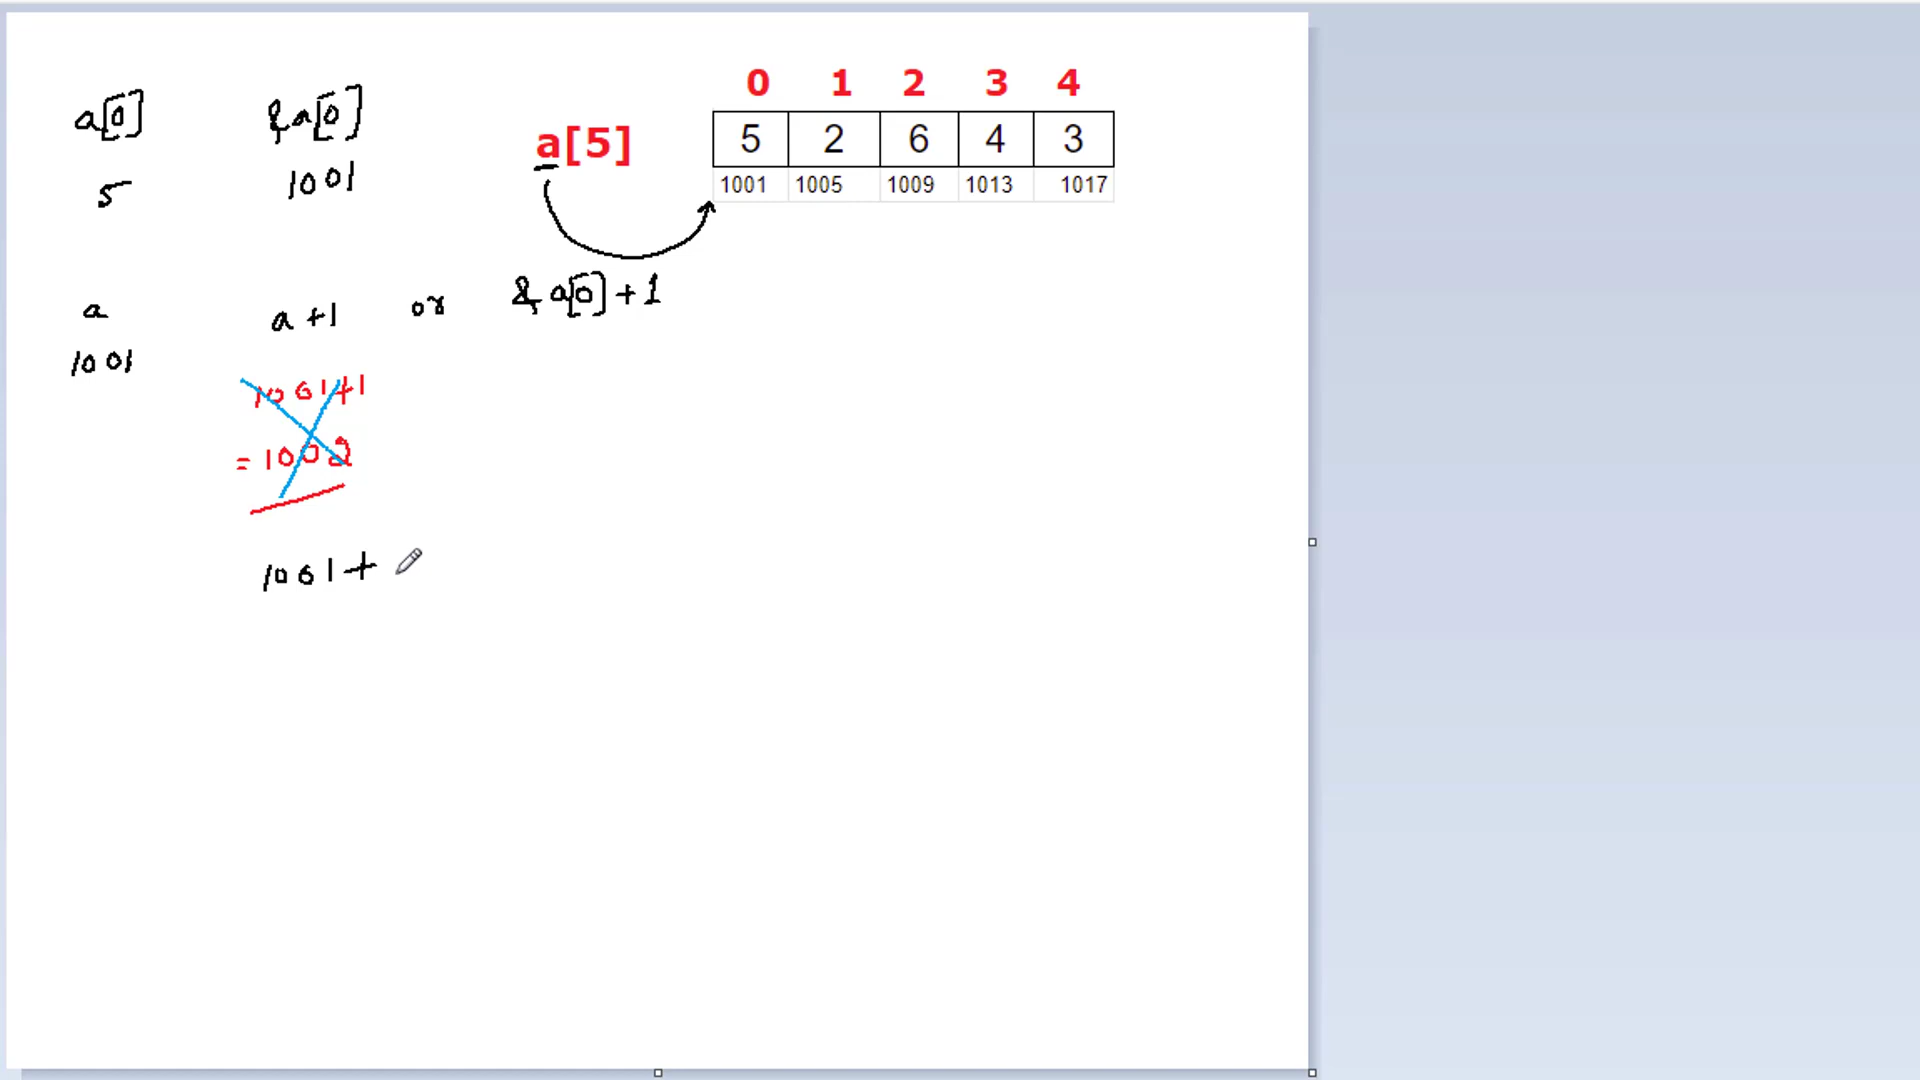 0 1 2 3 4
a[0] &a[0] a[5] 5 2 6 4 3
5 1001 1001 1005 1009 1013 1017
a a+1 or &a[0]+1
1001
1001+1
=1002
1001+